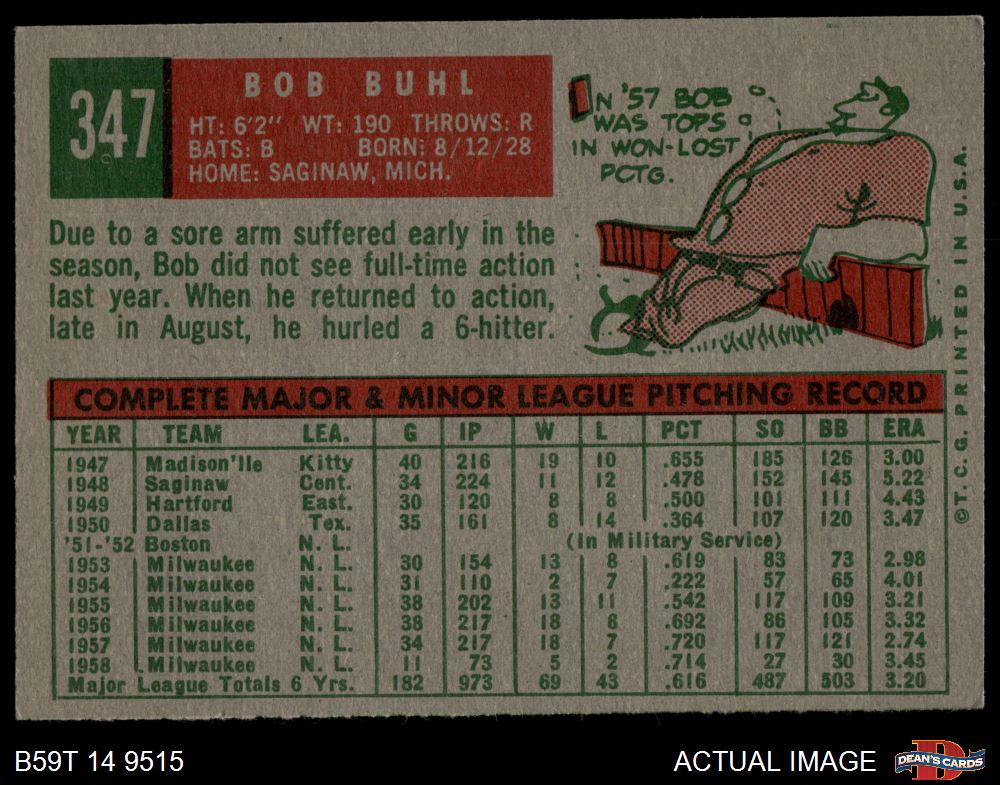 347
BOB BUHL
HT: 6'2" WT: 190 THROWS: R
BATS: B BORN: 8/12/28
HOME: SAGINAW, MICH.
IN '57 BOB
WAS TOPS
IN WON-LOST
PCTG.
Due to a sore arm suffered early in the
season, Bob did not see full-time action
last year. When he returned to action,
late in August, he hurled a 6-hitter.
COMPLETE MAJOR & MINOR LEAGUE PITCHING RECORD
YEAR TEAM LEA. G IP W L PCT SO BB ERA
1947 Madison'lle Kitty 40 216 19 10 .655 185 126 3.00
1948 Saginaw Cent. 34 224 11 12 .478 152 145 5.22
1949 Hartford East. 30 120 8 8 .500 101 111 4.43
1950 Dallas Tex. 35 161 8 14 .364 107 120 3.47
'51-'52 Boston N. L. (In Military Service)
1953 Milwaukee N. L. 30 154 13 8 .619 83 73 2.98
1954 Milwaukee N. L. 31 110 2 7 .222 57 65 4.01
1955 Milwaukee N. L. 38 202 13 11 .542 117 109 3.21
1956 Milwaukee N. L. 38 217 18 8 .692 86 105 3.32
1957 Milwaukee N. L. 34 217 18 7 .720 117 121 2.74
1958 Milwaukee N. L. 11 73 5 2 .714 27 30 3.45
Major League Totals 6 Yrs. 182 973 69 43 .616 487 503 3.20
©T. C. G. PRINTED IN U.S.A.
B59T 14 9515
ACTUAL IMAGE
DEAN'S CARDS